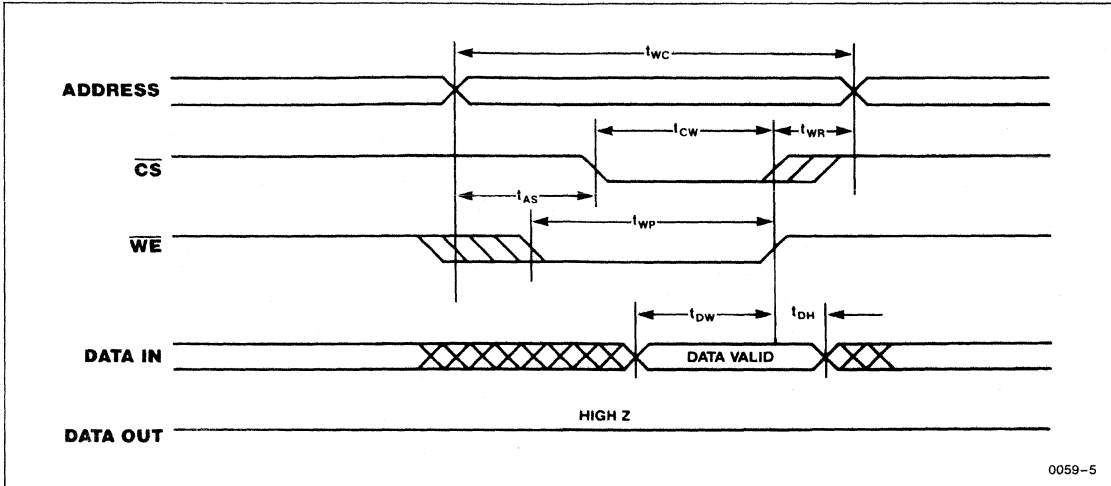 tWC
ADDRESS
tCW
tWR
CS
tAS
tWP
WE
tDW
tDH
DATA IN
DATA VALID
HIGH Z
DATA OUT
0059-5